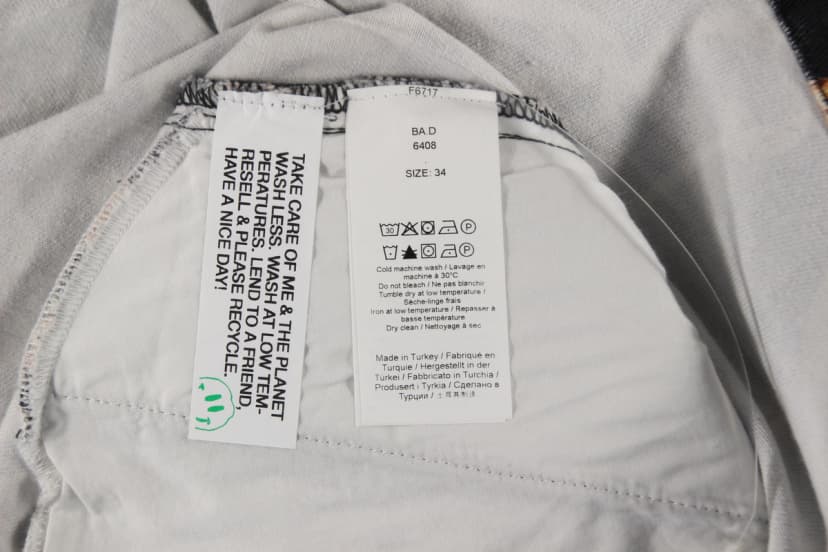 TAKE CARE OF ME & THE PLANET
WASH LESS. WASH AT LOW TEM-
PERATURES. LEND TO A FRIEND,
RESELL & PLEASE RECYCLE.
HAVE A NICE DAY!
F6717
BA.D
6408
SIZE: 34
30 P
P
Cold machine wash / Lavage en
machine à 30°C
Do not bleach / Ne pas blanchir
Tumble dry at low temperature /
Sèche-linge frais
Iron at low temperature / Repasser à
basse température
Dry clean / Nettoyage à sec
Made in Turkey / Fabriqué en
Turquie / Hergestellt in der
Turkei / Fabbricato in Turchia /
Produsert i Tyrkia / Сделано в
Турции / 土耳其制造